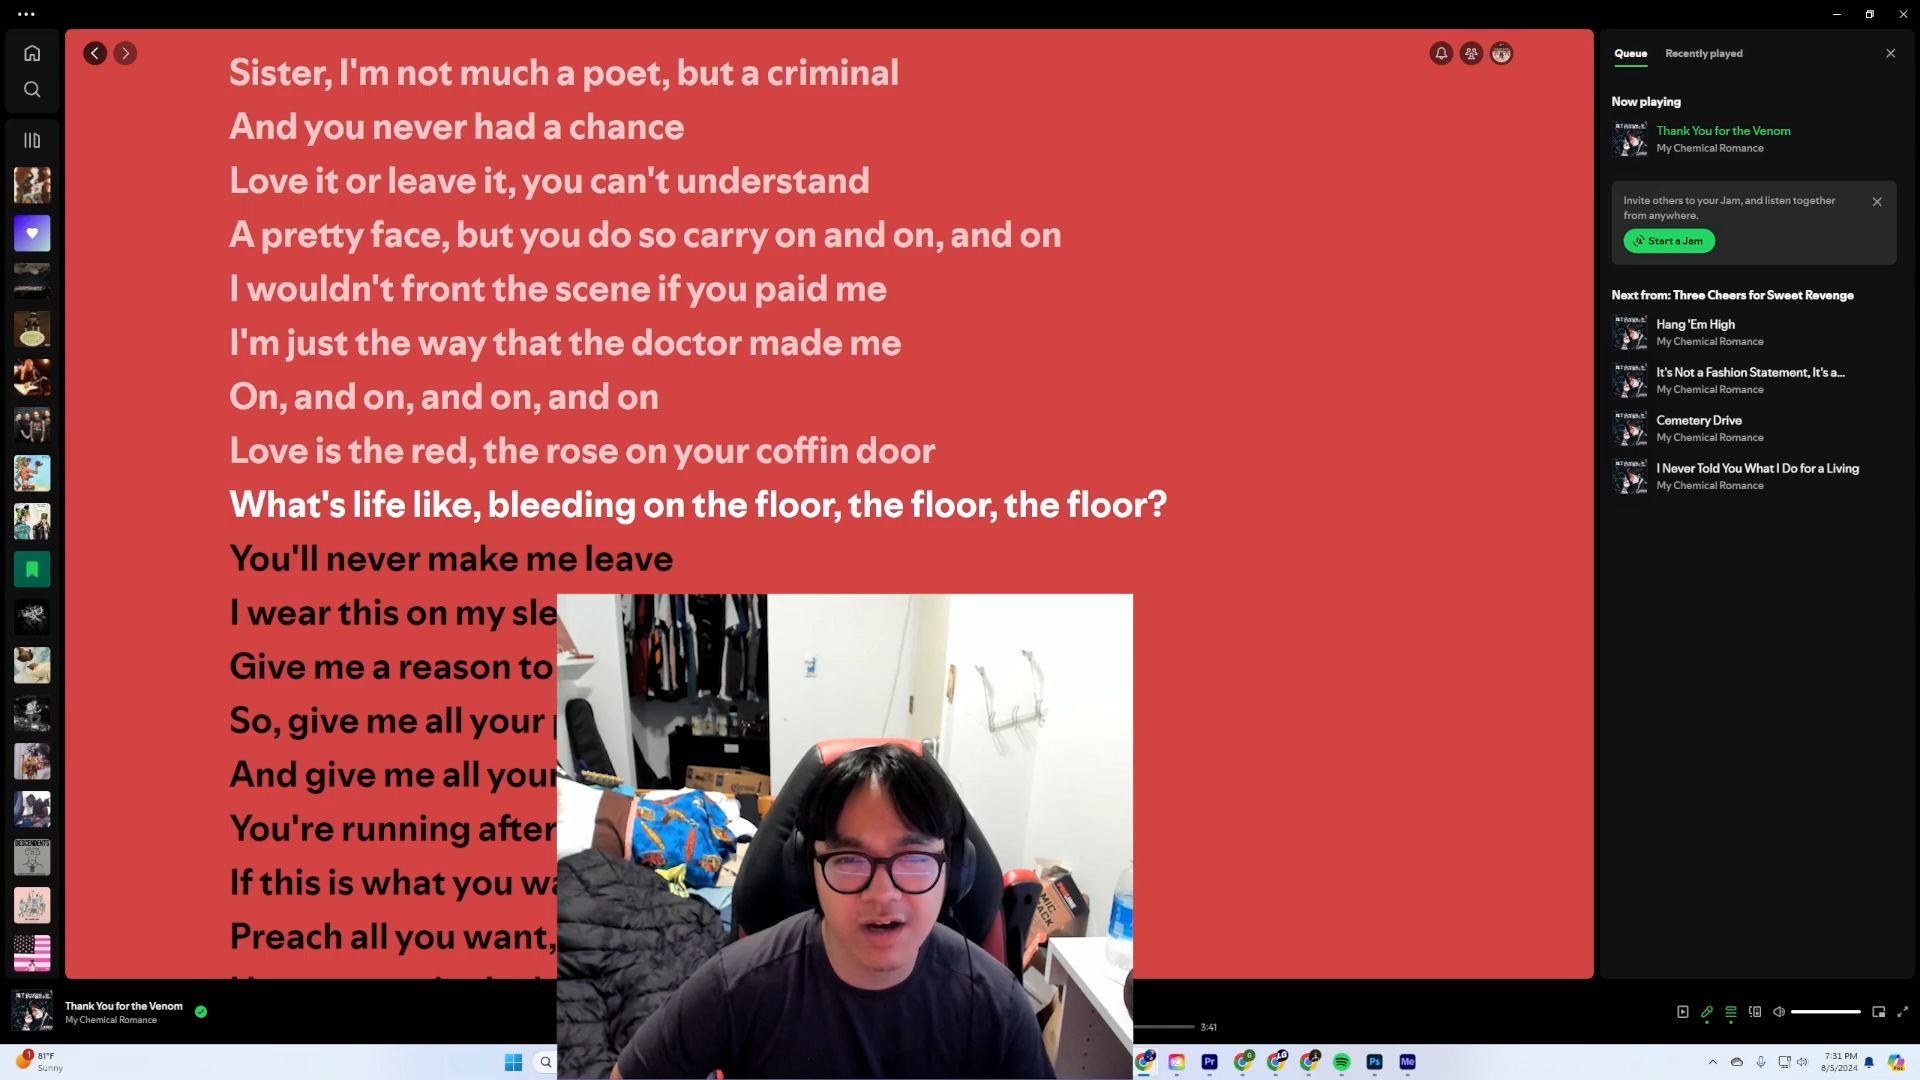 Queue Recently played
Sister, I'm not much a poet, but a criminal
And you never had a chance
Love it or leave it, you can't understand
A pretty face, but you do so carry on and on, and on
I wouldn't front the scene if you paid me
I'm just the way that the doctor made me
On, and on, and on, and on
Love is the red, the rose on your coffin door
What's life like, bleeding on the floor, the floor, the floor?
You'll never make me leave
I wear this on my sle
Give me a reason to
So, give me all your
And give me all your
You're running after
If this is what you wa
Preach all you want,
Now playing
Thank You for the Venom
My Chemical Romance
Invite others to your Jam, and listen together
from anywhere.
Start a Jam
Next from: Three Cheers for Sweet Revenge
Hang 'Em High
My Chemical Romance
It's Not a Fashion Statement, It's a...
My Chemical Romance
Cemetery Drive
My Chemical Romance
I Never Told You What I Do for a Living
My Chemical Romance
DESCENDENTS
Thank You for the Venom
My Chemical Romance
3:41
1
81°F
Sunny
Pr
G
LG
Ps
Me
7:31 PM
8/5/2024